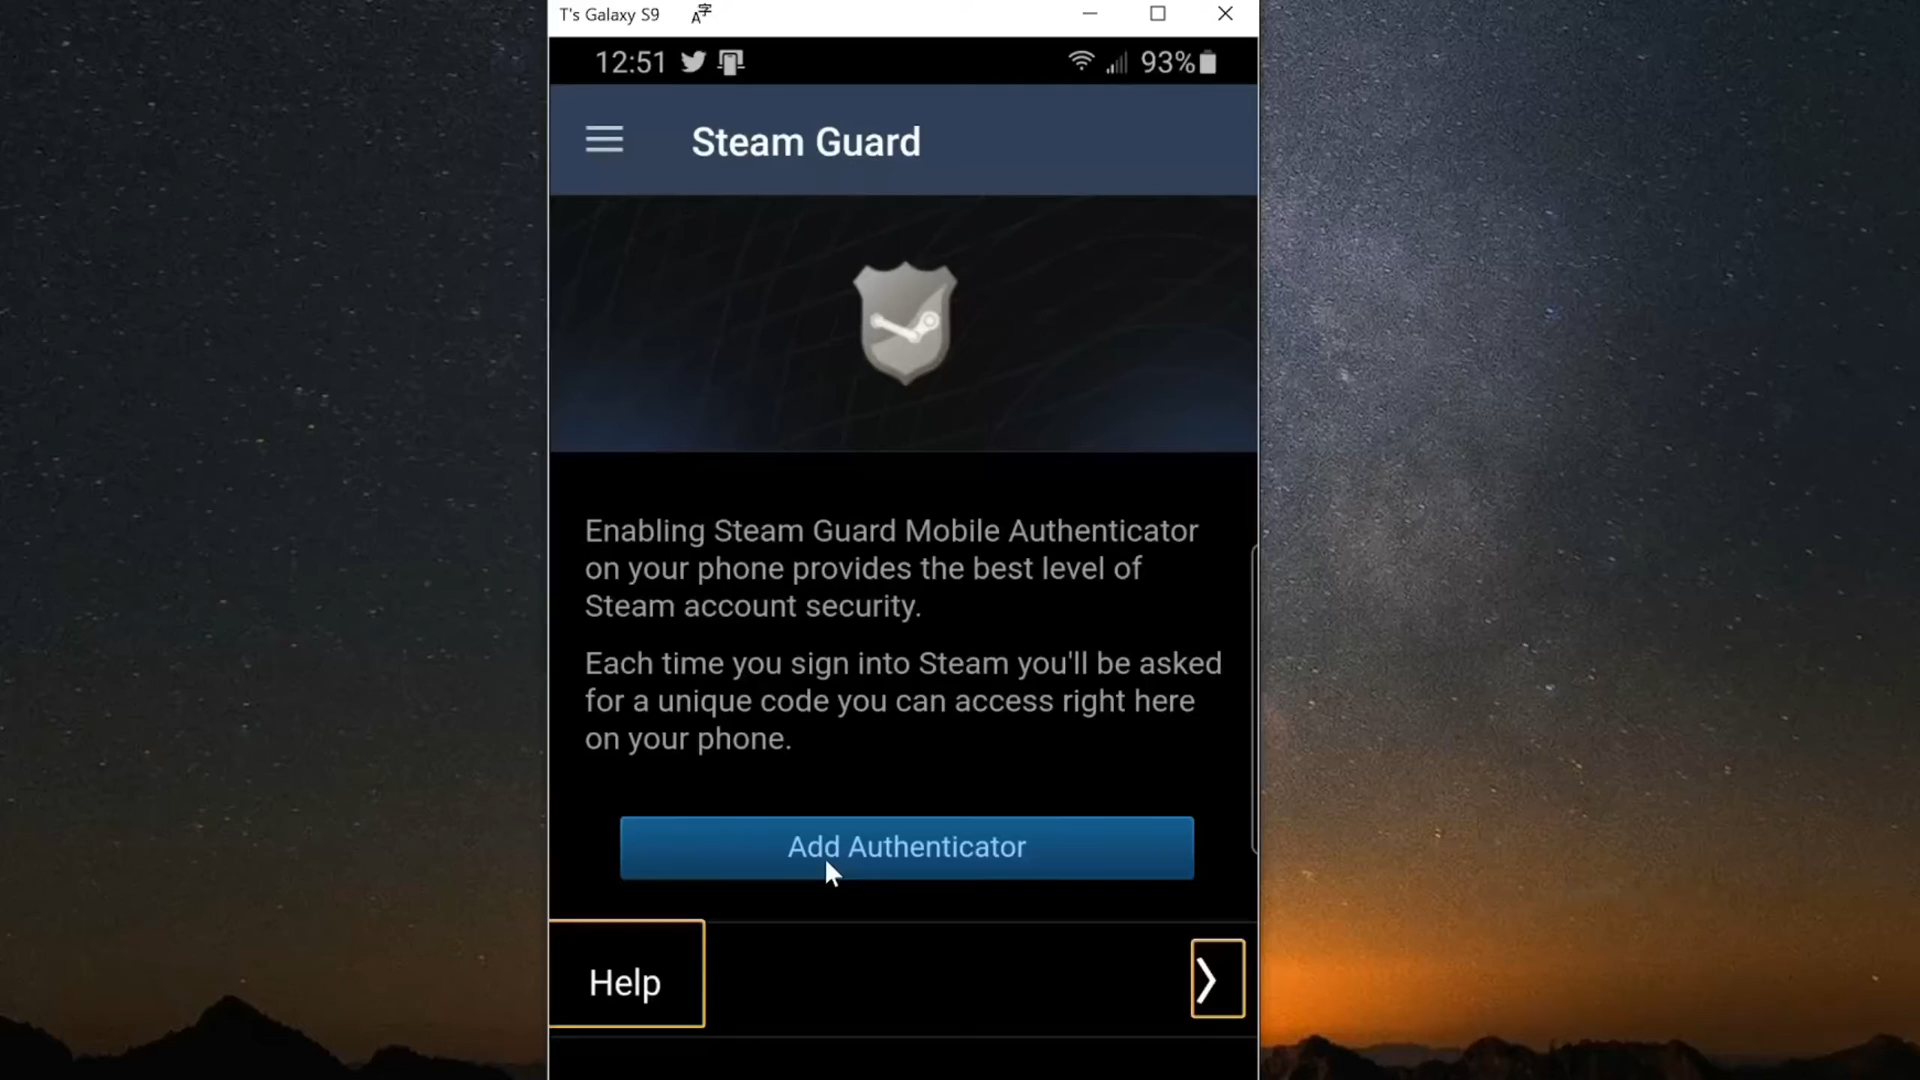 T's Galaxy S9
12:51 93%
Steam Guard
Enabling Steam Guard Mobile Authenticator
on your phone provides the best level of
Steam account security.
Each time you sign into Steam you'll be asked
for a unique code you can access right here
on your phone.
Add Authenticator
Help